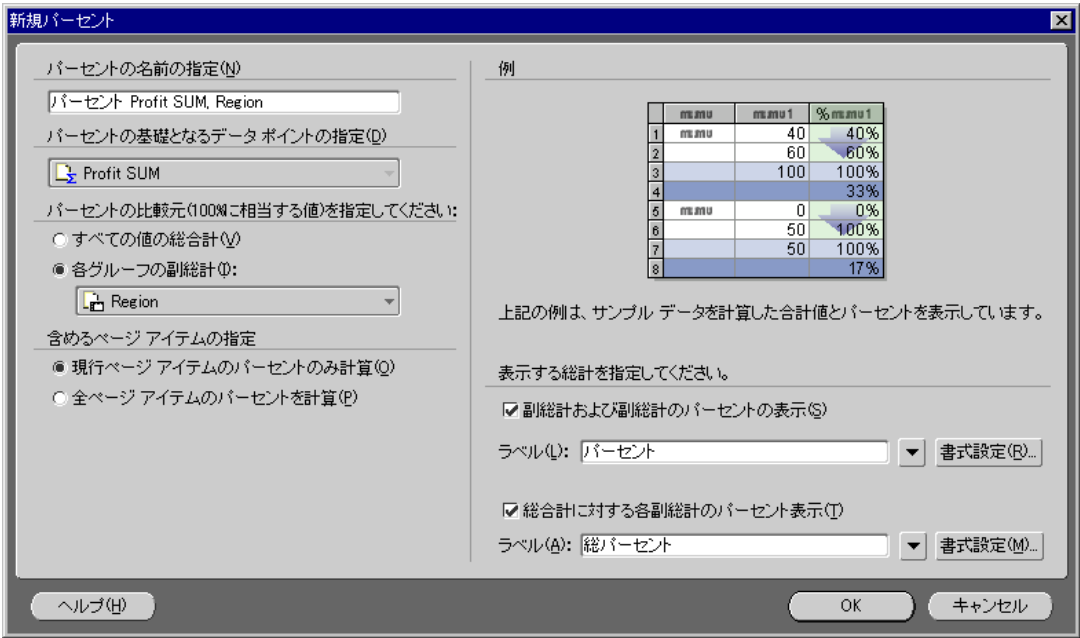 新規パーセント
パーセントの名前の指定(N)
パーセント Profit SUM, Region
パーセントの基礎となるデータ ポイントの指定(D)
Profit SUM
パーセントの比較元(100%に相当する値)を指定してください:
すべての値の総合計(V)
各グループの副総計(I):
Region
含めるページ アイテムの指定
現行ページ アイテムのパーセントのみ計算(O)
全ページ アイテムのパーセントを計算(P)
例
1 40 40%
2 60 60%
3 100 100%
4 33%
5 0 0%
6 50 100%
7 50 100%
8 17%
上記の例は、サンプル データを計算した合計値とパーセントを表示しています。
表示する総計を指定してください。
副総計および副総計のパーセントの表示(S)
ラベル(L): パーセント 書式設定(R)...
総合計に対する各副総計のパーセント表示(T)
ラベル(A): 総パーセント 書式設定(M)...
ヘルプ(H) OK キャンセル